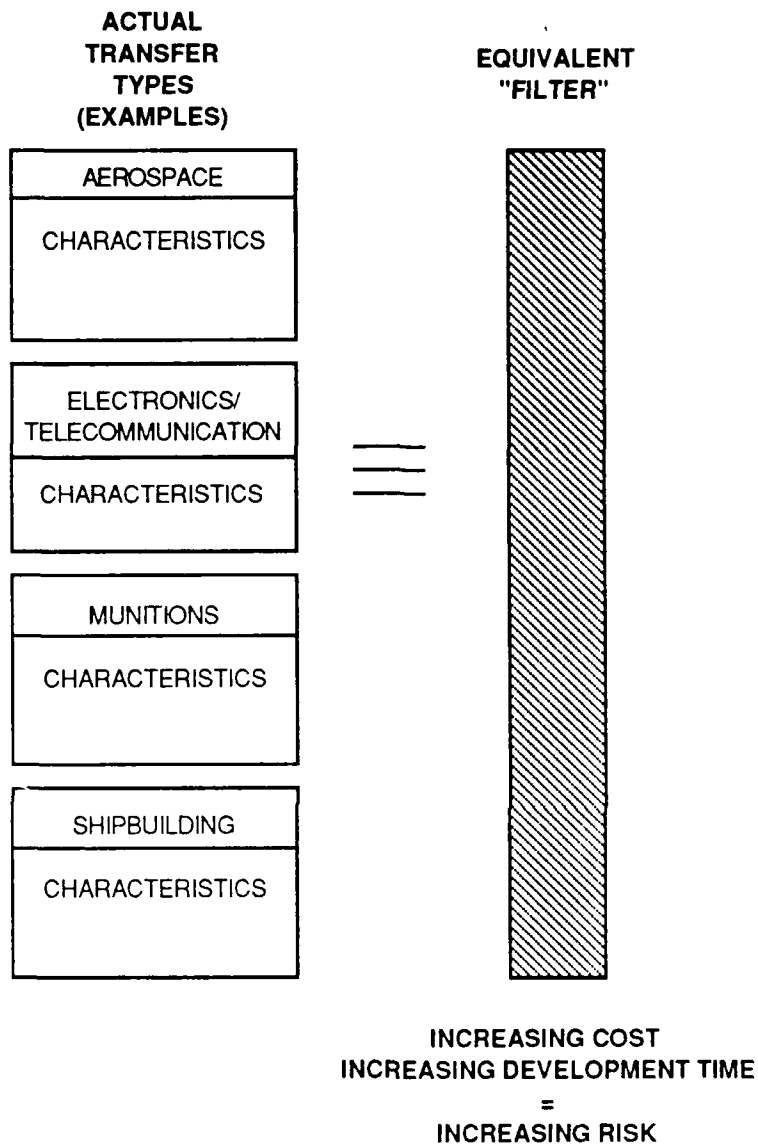 ACTUAL
TRANSFER
TYPES
(EXAMPLES)
EQUIVALENT
"FILTER"
AEROSPACE
CHARACTERISTICS
ELECTRONICS/
TELECOMMUNICATION
CHARACTERISTICS
MUNITIONS
CHARACTERISTICS
SHIPBUILDING
CHARACTERISTICS
INCREASING COST
INCREASING DEVELOPMENT TIME
=
INCREASING RISK